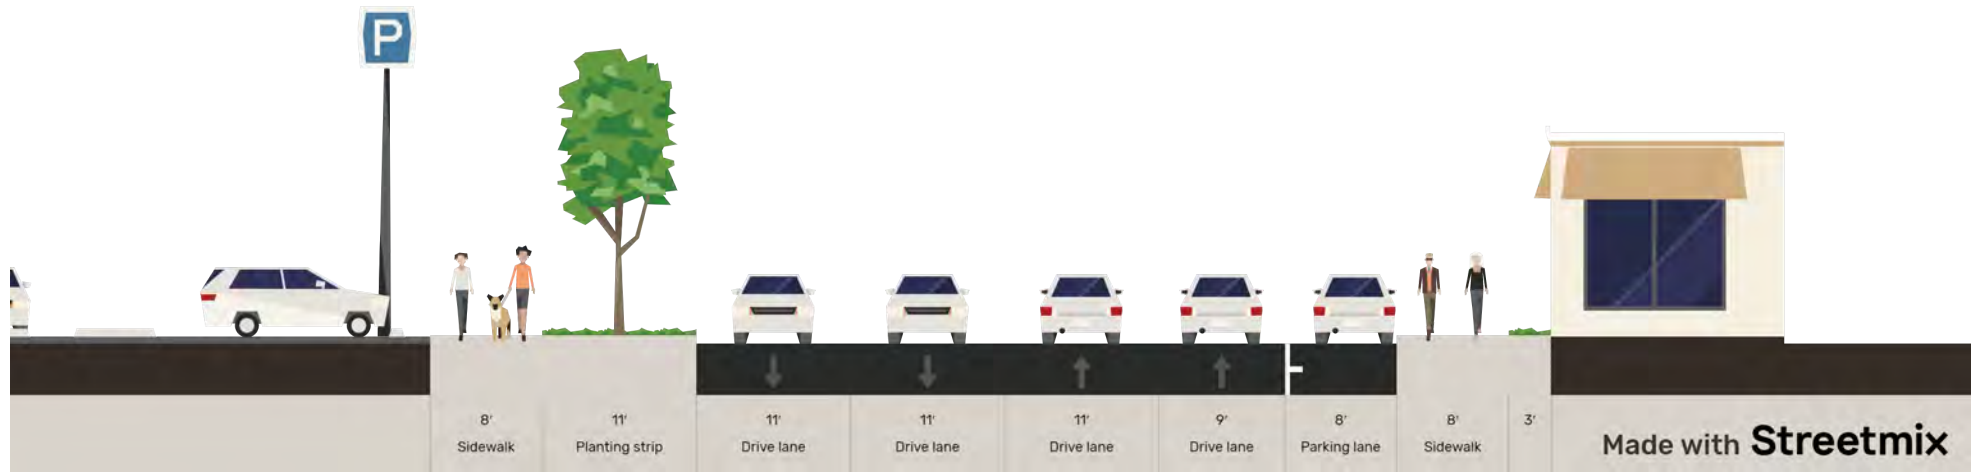 P
8' 11' 11' 11' 11' 9' 8' 8' 3'
Sidewalk Planting strip Drive lane Drive lane Drive lane Drive lane Parking lane Sidewalk
Made with Streetmix